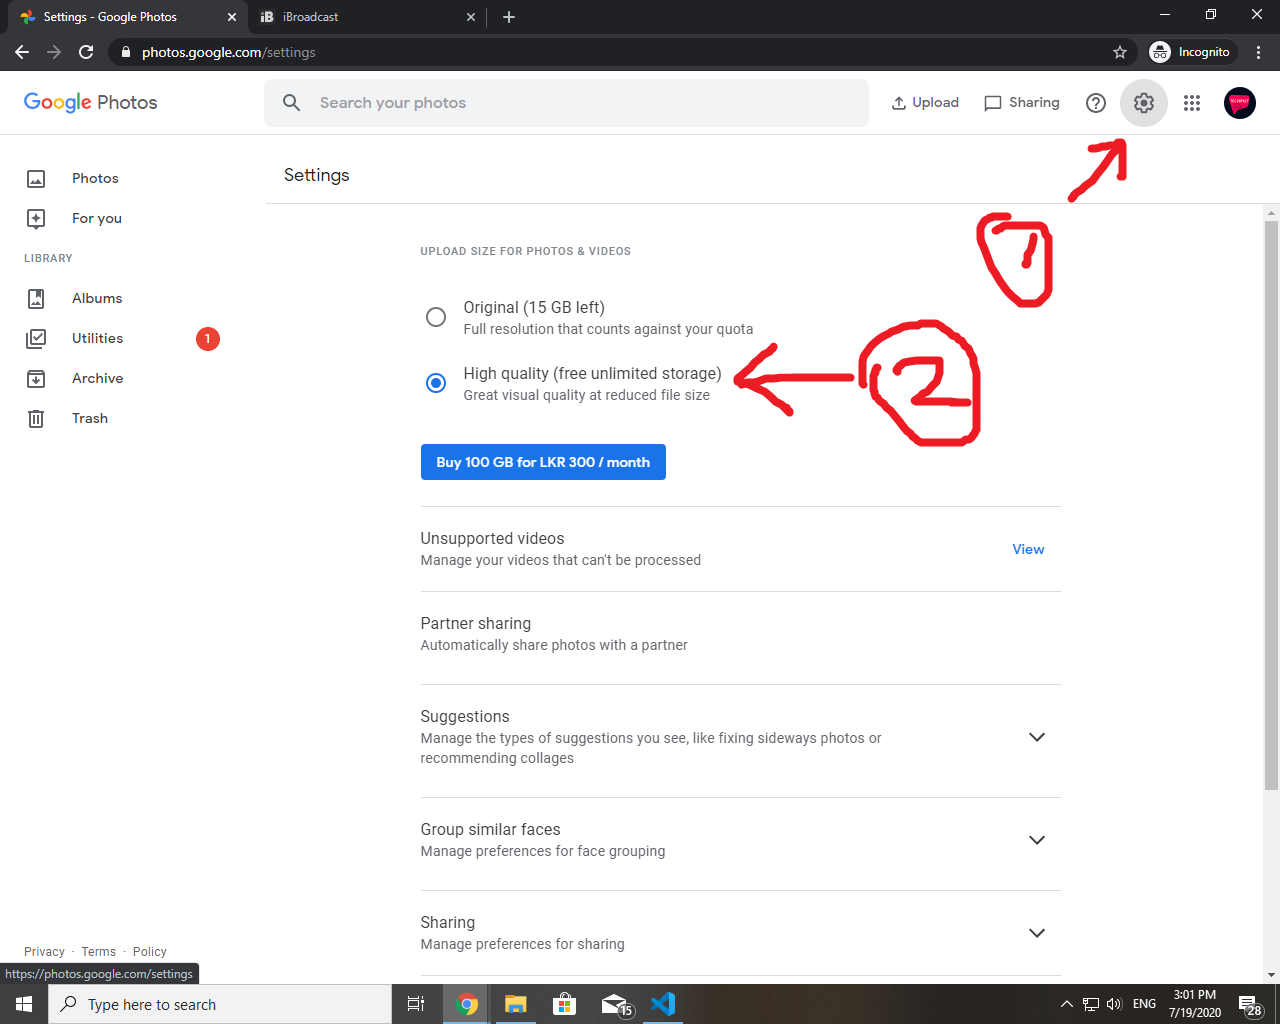 Settings - Google Photos
iB iBroadcast
photos.google.com/settings
Incognito
Google Photos
Search your photos
Upload
Sharing
Photos
For you
LIBRARY
Albums
Utilities 1
Archive
Trash
Settings
1
UPLOAD SIZE FOR PHOTOS & VIDEOS
Original (15 GB left)
Full resolution that counts against your quota
High quality (free unlimited storage)
Great visual quality at reduced file size
2
Buy 100 GB for LKR 300 / month
Unsupported videos
Manage your videos that can't be processed
View
Partner sharing
Automatically share photos with a partner
Suggestions
Manage the types of suggestions you see, like fixing sideways photos or
recommending collages
Group similar faces
Manage preferences for face grouping
Sharing
Manage preferences for sharing
Privacy · Terms · Policy
https://photos.google.com/settings
Type here to search
15
ENG
3:01 PM
7/19/2020
28